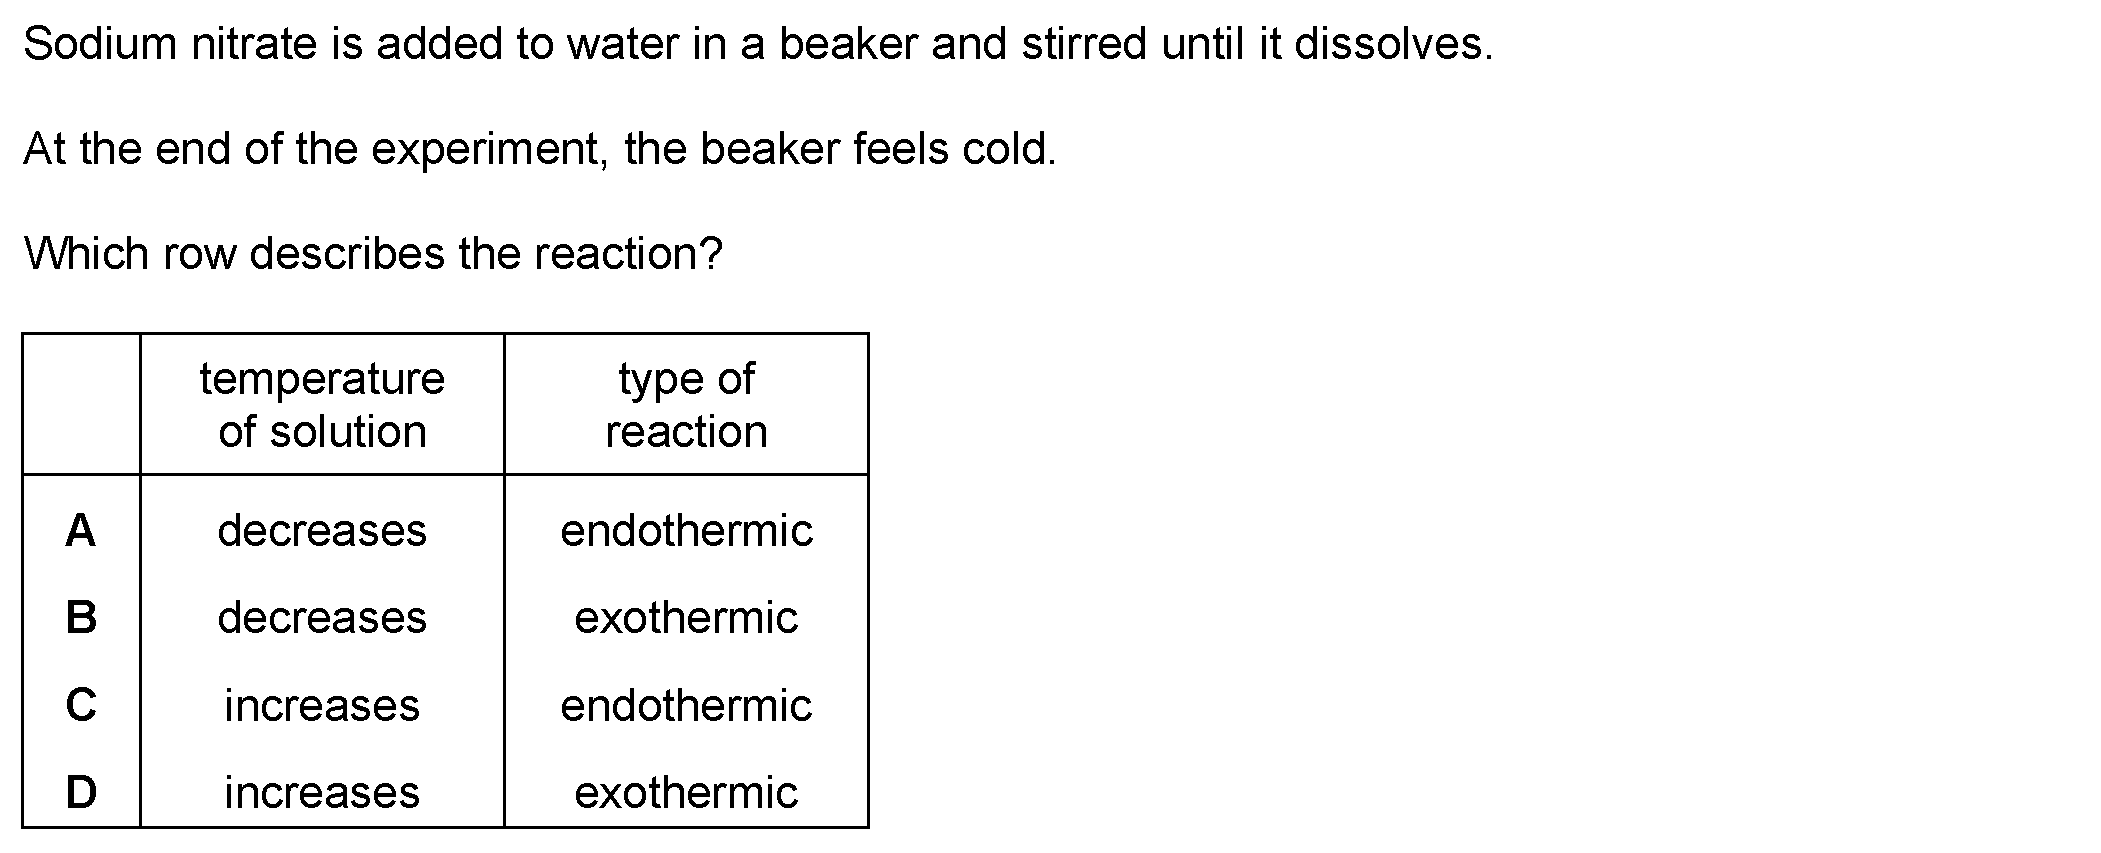 Sodium nitrate is added to water in a beaker and stirred until it dissolves.
At the end of the experiment, the beaker feels cold.
Which row describes the reaction?
temperature of solution type of reaction
A decreases endothermic
B decreases exothermic
C increases endothermic
D increases exothermic